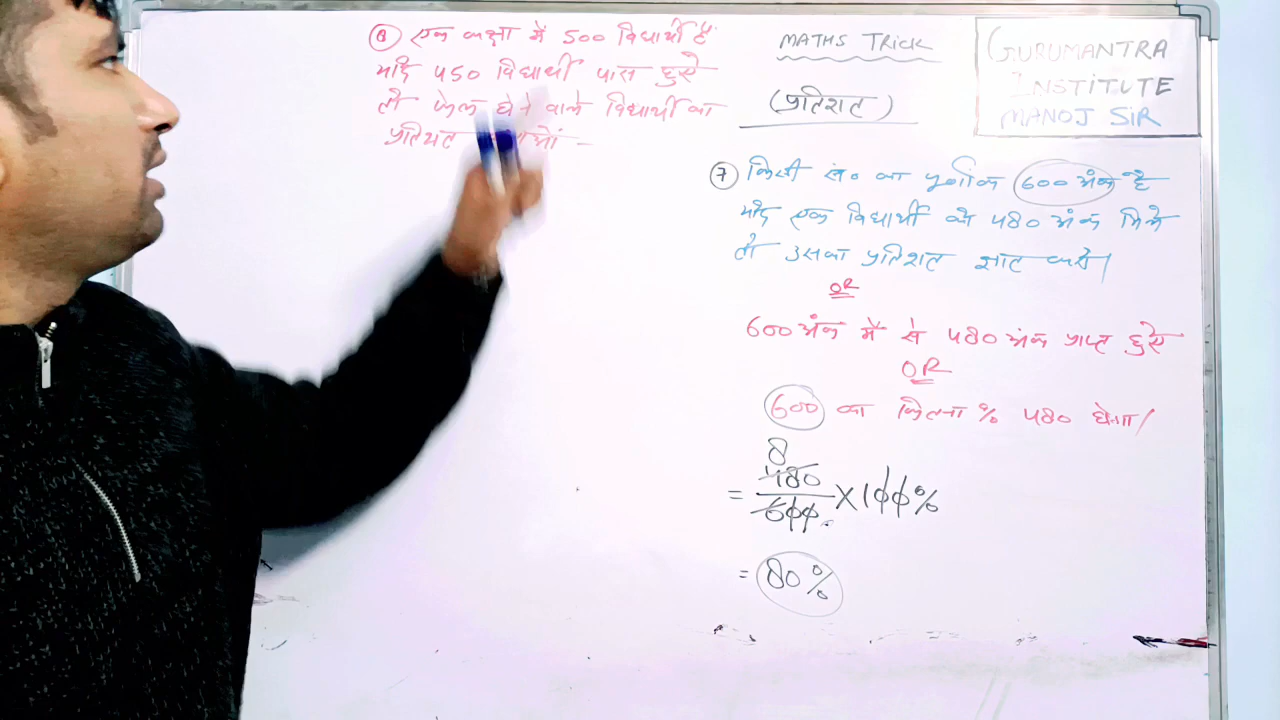 MATHS TRICK
(प्रतिशत)
GURUMANTRA
INSTITUTE
MANOJ SIR
⑧ एक कक्षा में 500 विद्यार्थी हैं
यदि 450 विद्यार्थी पास हुये
तो फेल होने वाले विद्यार्थी का
प्रतिशत
⑦ किसी का पूर्णांक 600 अंक है
यदि एक विद्यार्थी को 480 अंक मिले
तो उसका प्रतिशत ज्ञात करो|
OR
600 अंक में से 480 अंक प्राप्त हुये
OR
600 का कितना % 480 होगा|
8
= 480/600 × 100%
= 80%